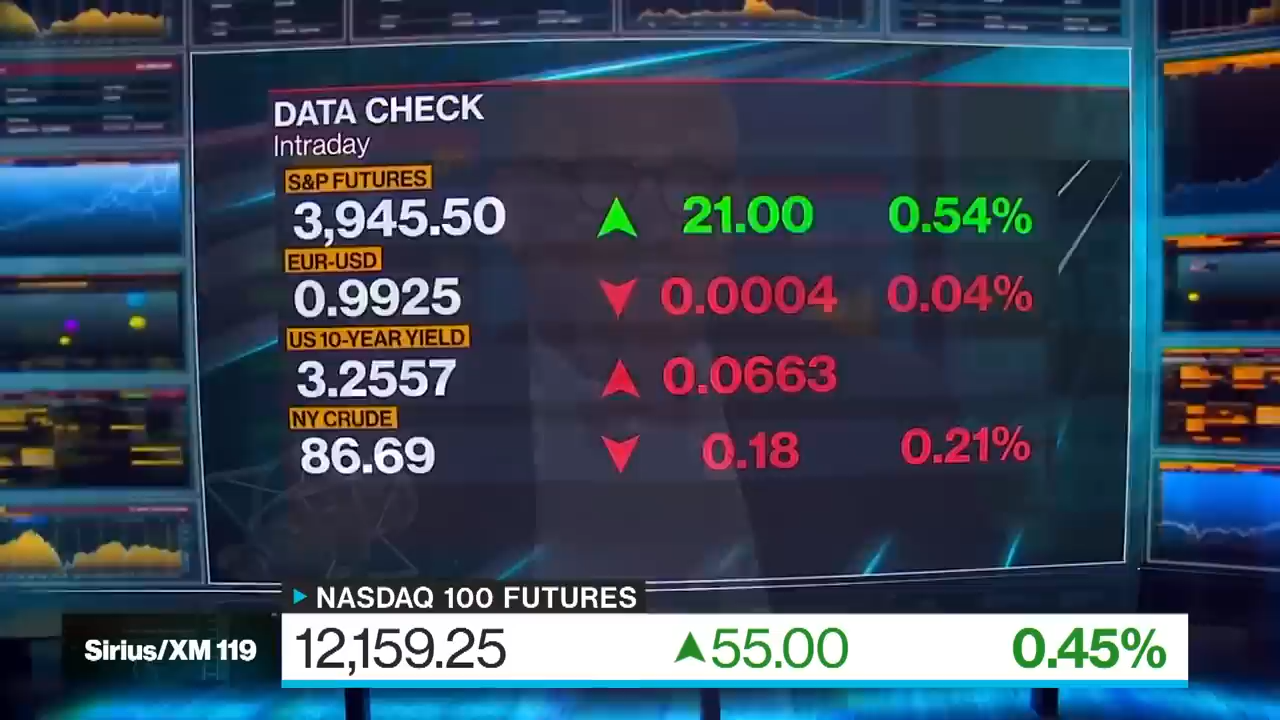 DATA CHECK
Intraday
S&P FUTURES
3,945.50 ▲ 21.00 0.54%
EUR-USD
0.9925 ▼ 0.0004 0.04%
US 10-YEAR YIELD
3.2557 ▲ 0.0663
NY CRUDE
86.69 ▼ 0.18 0.21%
▶ NASDAQ 100 FUTURES
Sirius/XM 119 12,159.25 ▲55.00 0.45%